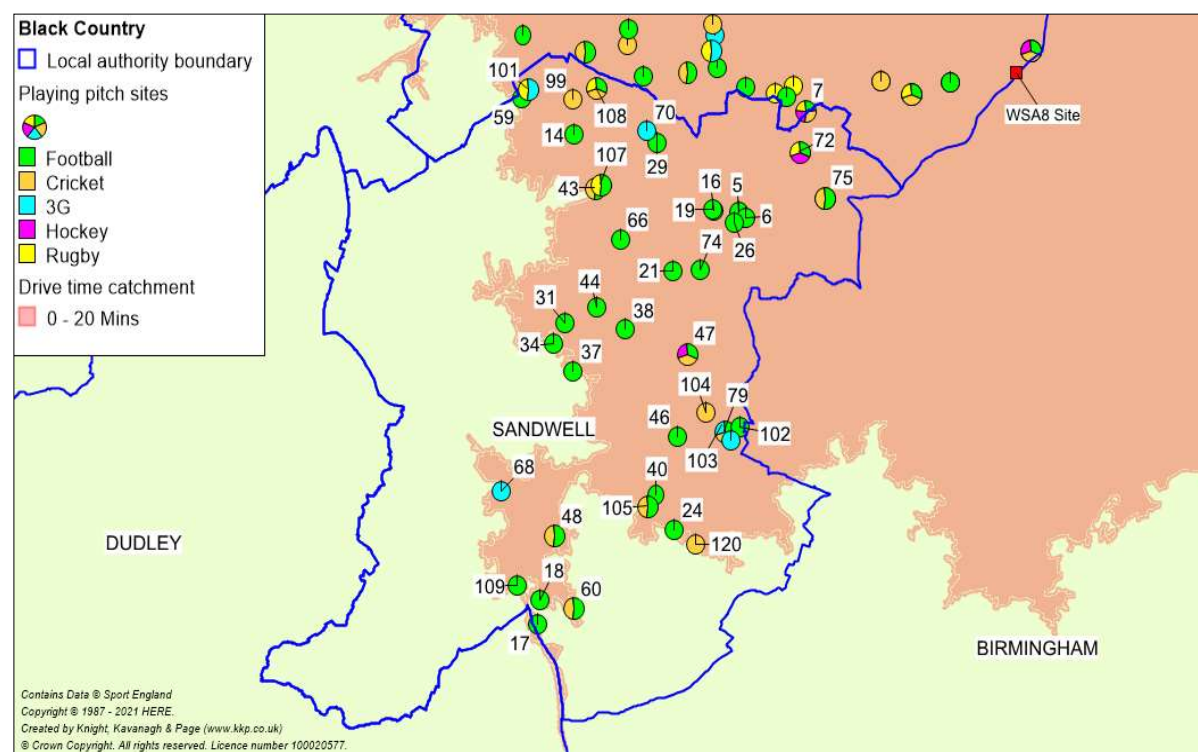 Black Country
Local authority boundary
Playing pitch sites
Football
Cricket
3G
Hockey
Rugby
Drive time catchment
0 - 20 Mins
101
99
59
108
14
70
29
7
WSA8 Site
72
107
43
75
16
5
19
6
26
66
74
21
44
31
38
34
37
47
104
79
SANDWELL
46
102
103
68
40
105
24
48
120
DUDLEY
109
18
60
17
BIRMINGHAM
Contains Data © Sport England
Copyright © 1987 - 2021 HERE.
Created by Knight, Kavanagh & Page (www.kkp.co.uk)
© Crown Copyright. All rights reserved. Licence number 100020577.